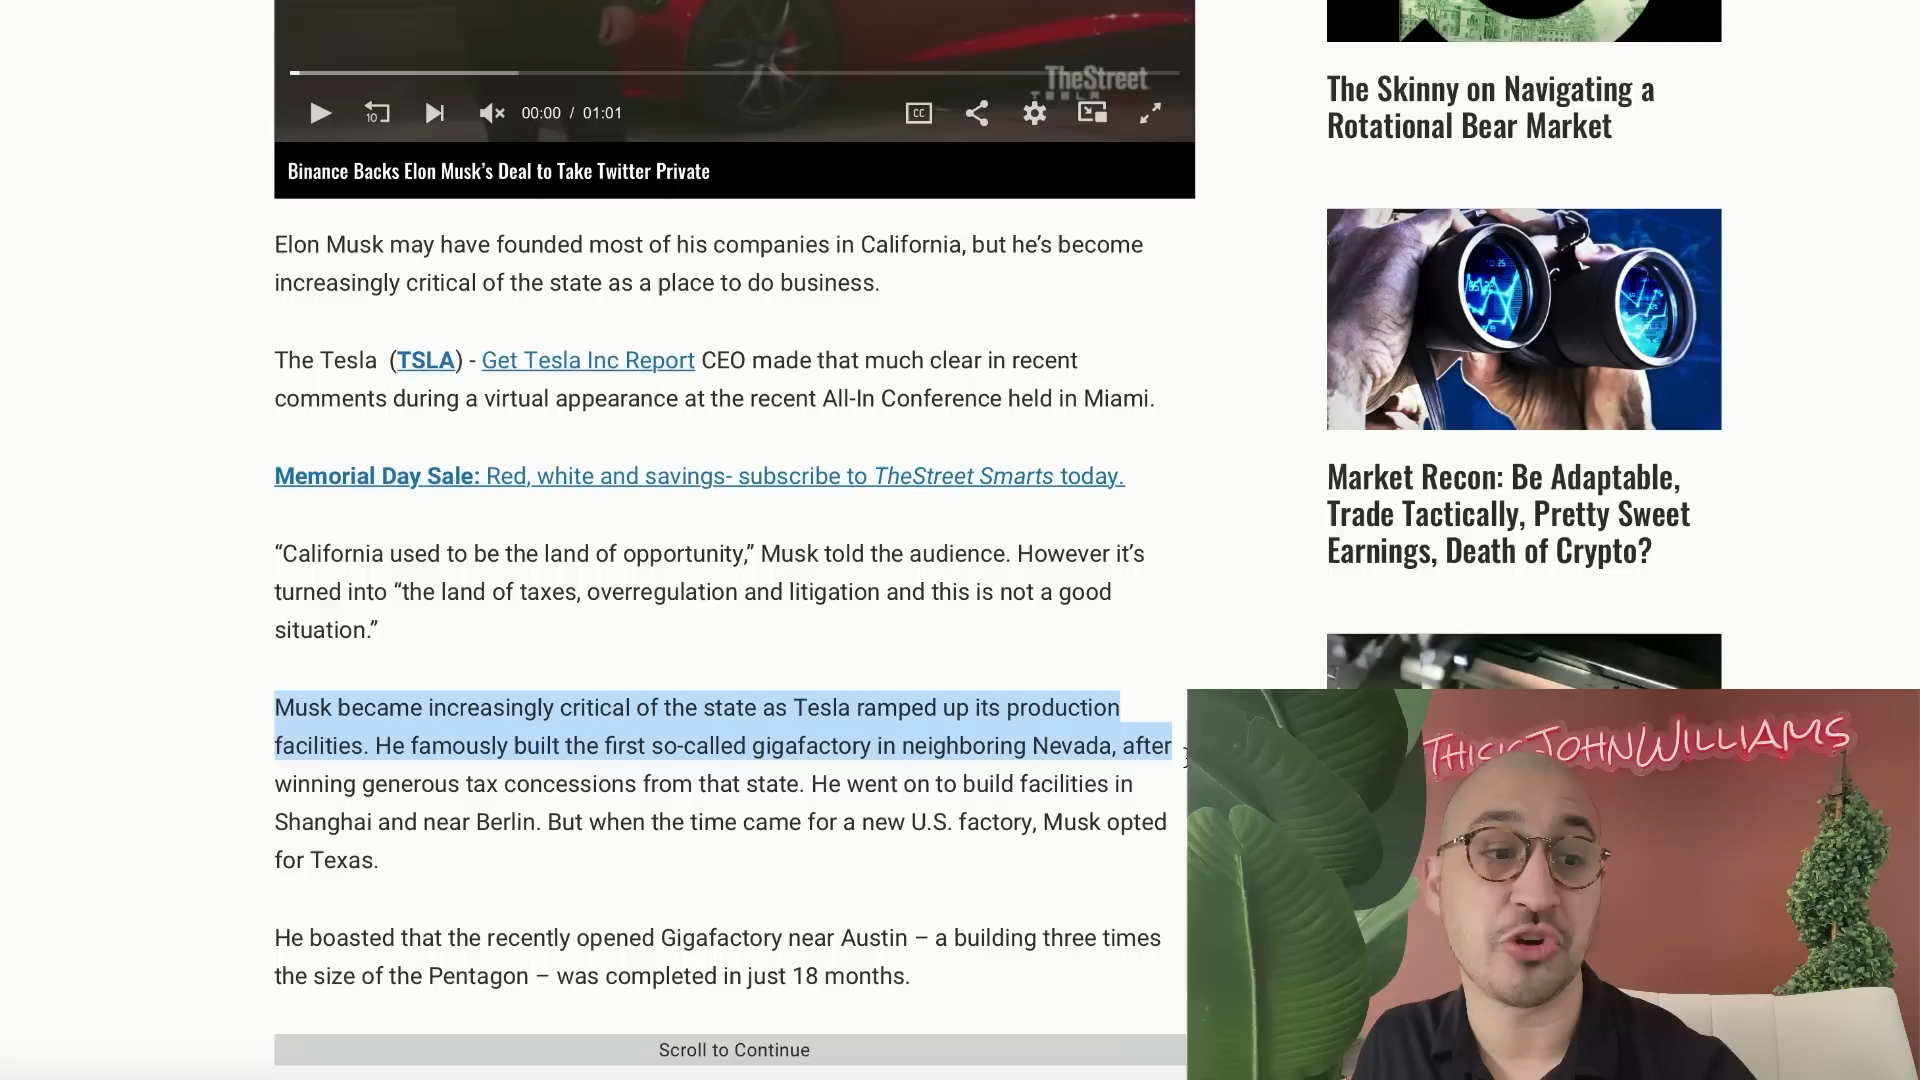 TheStreet
TESLA
10
00:00 / 01:01
CC
Binance Backs Elon Musk’s Deal to Take Twitter Private
Elon Musk may have founded most of his companies in California, but he’s become
increasingly critical of the state as a place to do business.
The Tesla (TSLA) - Get Tesla Inc Report CEO made that much clear in recent
comments during a virtual appearance at the recent All-In Conference held in Miami.
Memorial Day Sale: Red, white and savings- subscribe to TheStreet Smarts today.
“California used to be the land of opportunity,” Musk told the audience. However it’s
turned into “the land of taxes, overregulation and litigation and this is not a good
situation.”
Musk became increasingly critical of the state as Tesla ramped up its production
facilities. He famously built the first so-called gigafactory in neighboring Nevada, after
winning generous tax concessions from that state. He went on to build facilities in
Shanghai and near Berlin. But when the time came for a new U.S. factory, Musk opted
for Texas.
He boasted that the recently opened Gigafactory near Austin – a building three times
the size of the Pentagon – was completed in just 18 months.
Scroll to Continue
The Skinny on Navigating a
Rotational Bear Market
Market Recon: Be Adaptable,
Trade Tactically, Pretty Sweet
Earnings, Death of Crypto?
THISISJOHNWILLIAMS